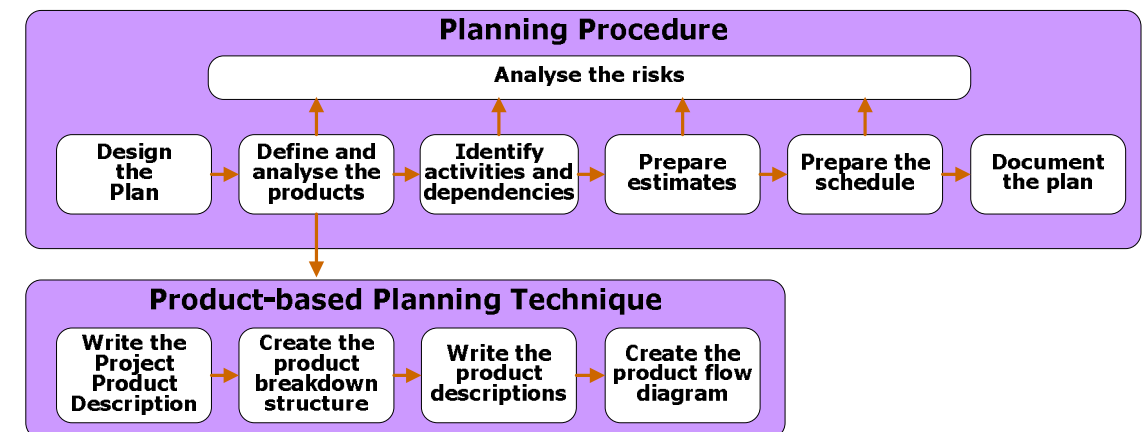 Planning Procedure
Analyse the risks
Design
the
Plan
Define and
analyse the
products
Identify
activities and
dependencies
Prepare
estimates
Prepare the
schedule
Document
the plan
Product-based Planning Technique
Write the
Project
Product
Description
Create the
product
breakdown
structure
Write the
product
descriptions
Create the
product flow
diagram